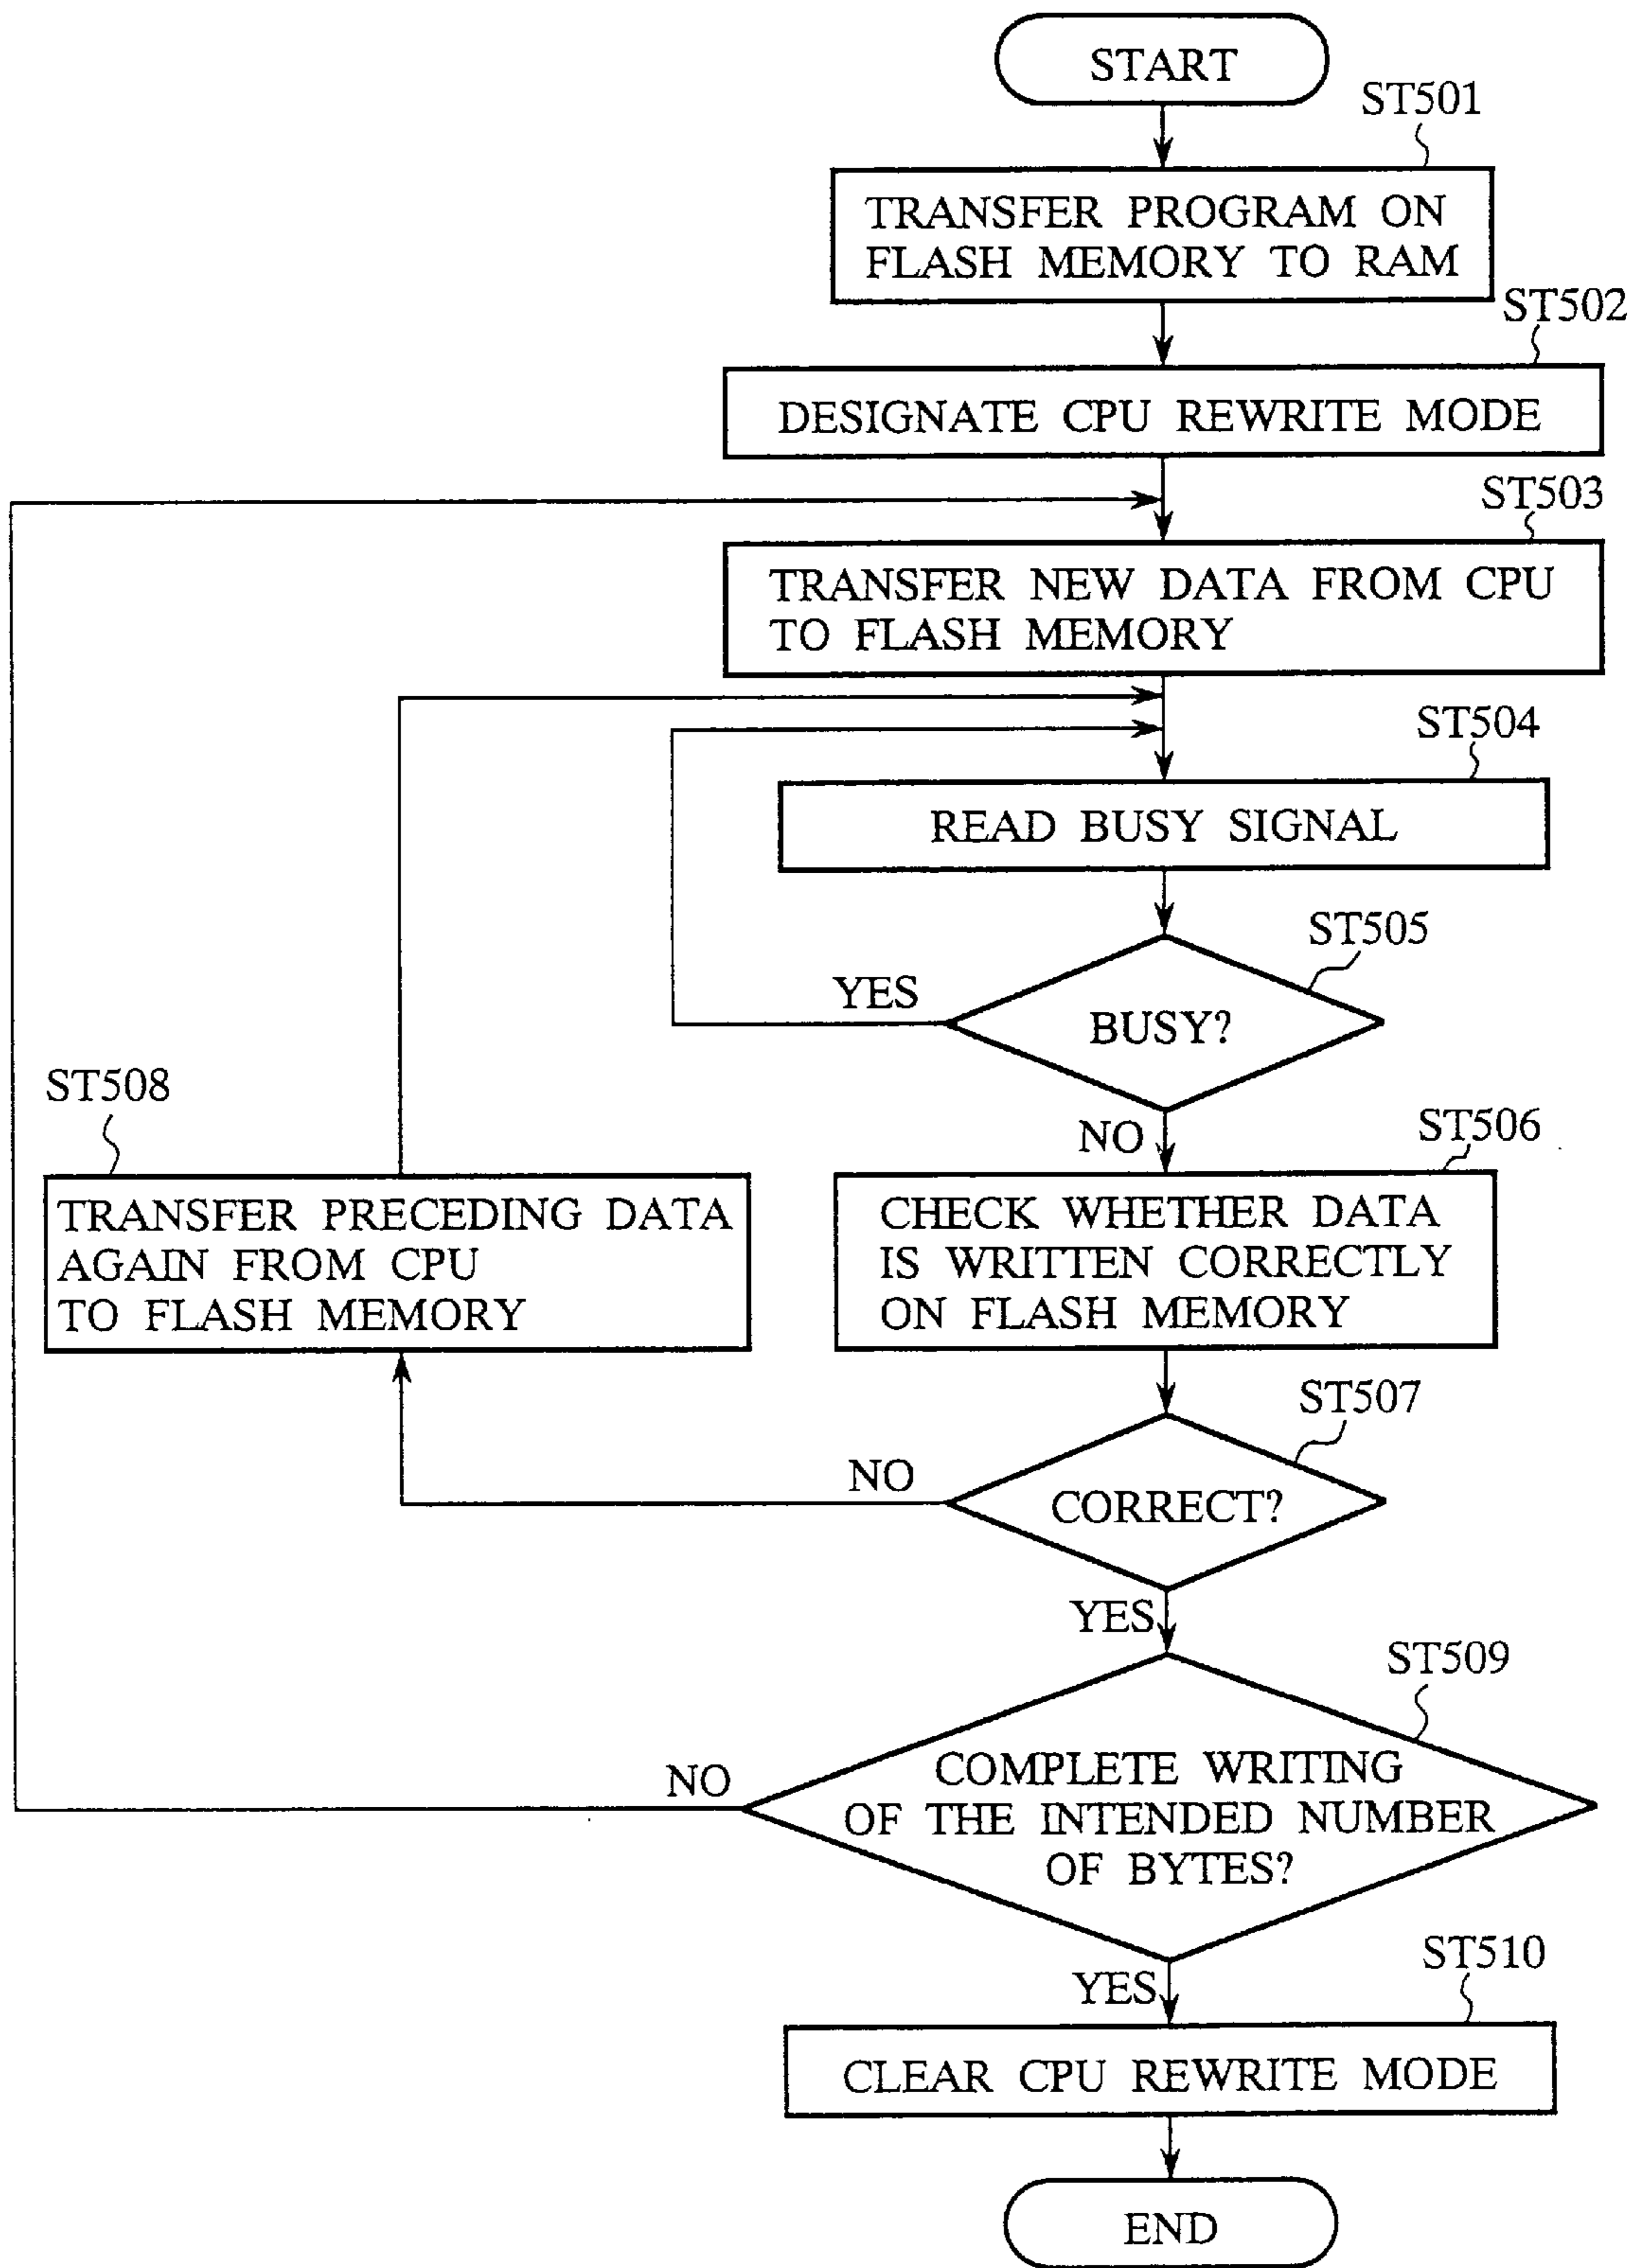 START
ST501
TRANSFER PROGRAM ON
FLASH MEMORY TO RAM
ST502
DESIGNATE CPU REWRITE MODE
ST503
TRANSFER NEW DATA FROM CPU
TO FLASH MEMORY
ST504
READ BUSY SIGNAL
ST505
YES
BUSY?
NO
ST508
TRANSFER PRECEDING DATA
AGAIN FROM CPU
TO FLASH MEMORY
ST506
CHECK WHETHER DATA
IS WRITTEN CORRECTLY
ON FLASH MEMORY
ST507
NO
CORRECT?
YES
ST509
NO
COMPLETE WRITING
OF THE INTENDED NUMBER
OF BYTES?
YES
ST510
CLEAR CPU REWRITE MODE
END